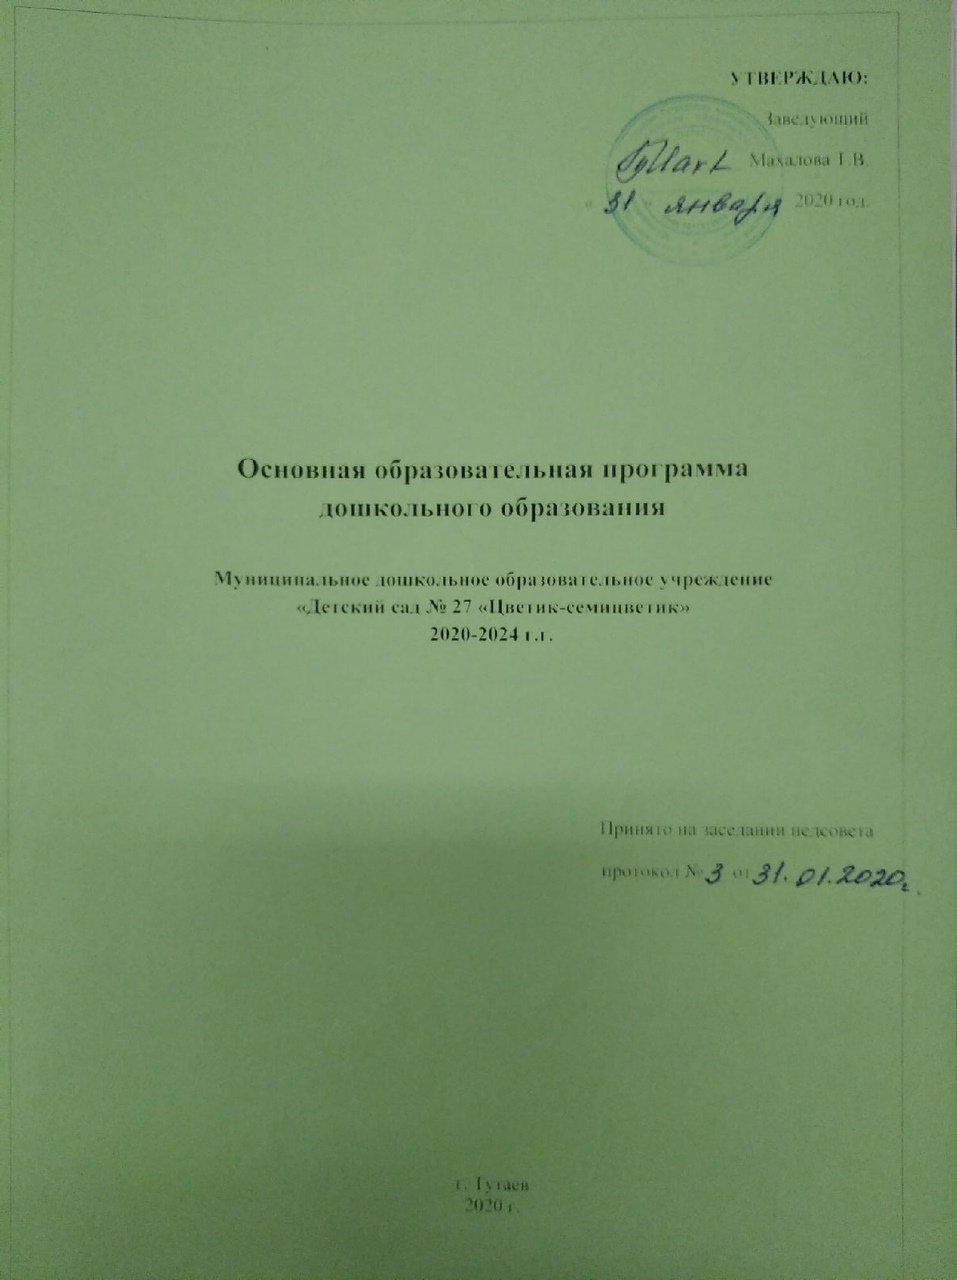 УТВЕРЖДАЮ:
Заведующий
Махалова Т.В.
« 31 » января 2020 год
Основная образовательная программа
дошкольного образования
Муниципальное дошкольное образовательное учреждение
«Детский сад № 27 «Цветик-семицветик»
2020-2024 г.г.
Принято на заседании педсовета
протокол № 3 от 31.01.2020г.
г. Тутаев
2020 г.